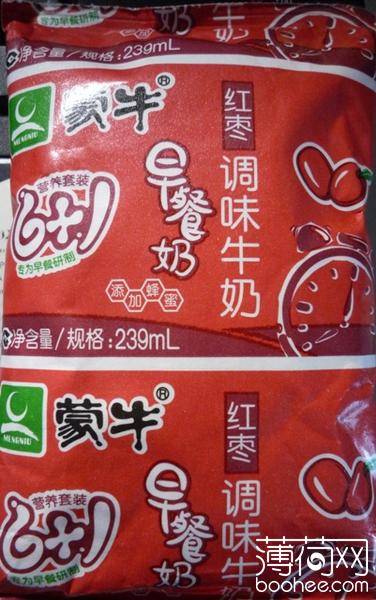 专为早餐研制
净含量/规格:239mL
MENGNIU
蒙牛®
红枣
调味牛奶
营养套装
6+1
专为早餐研制
早餐奶
添加蜂蜜
净含量/规格:239mL
MENGNIU
蒙牛®
红枣
调味牛
营养套装
6+1
专为早餐研制
早餐奶
薄荷网
boohee.com